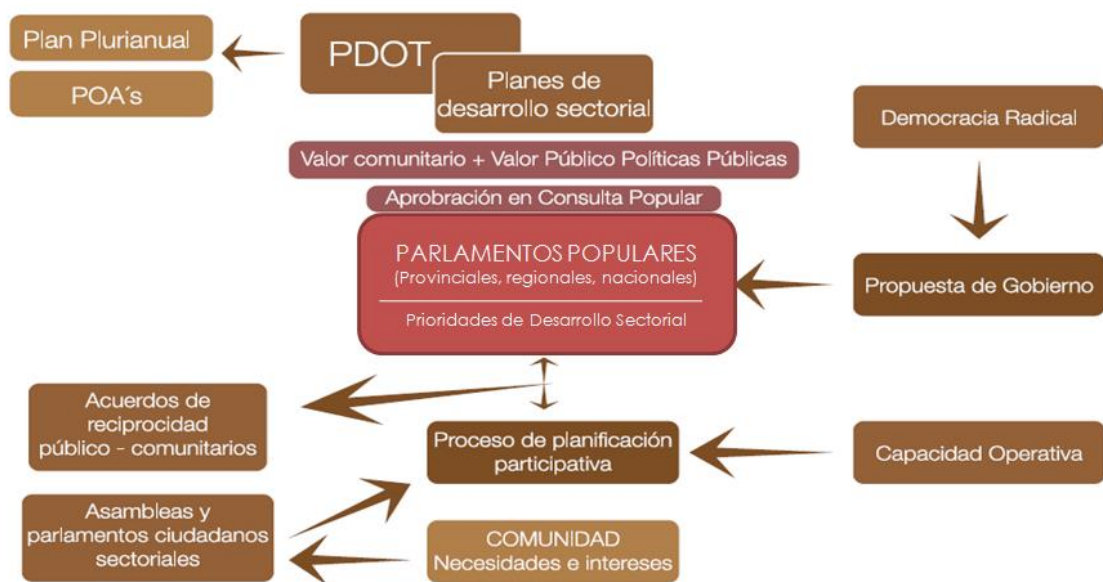 Plan Plurianual
POA´s
PDOT
Planes de
desarrollo sectorial
Valor comunitario + Valor Público Políticas Públicas
Aprobración en Consulta Popular
PARLAMENTOS POPULARES
(Provinciales, regionales, nacionales)
Prioridades de Desarrollo Sectorial
Democracia Radical
Propuesta de Gobierno
Acuerdos de
reciprocidad
público - comunitarios
Proceso de planificación
participativa
Capacidad Operativa
Asambleas y
parlamentos ciudadanos
sectoriales
COMUNIDAD
Necesidades e intereses